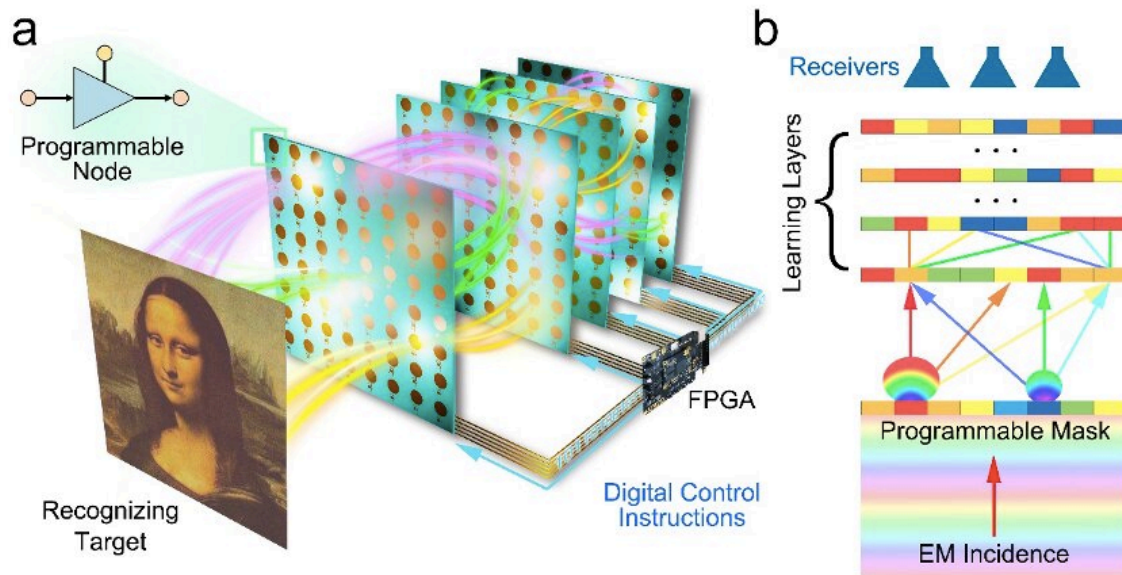 a
Programmable
Node
Recognizing
Target
FPGA
Digital Control
Instructions
b
Receivers
Learning Layers
. . .
. . .
Programmable Mask
EM Incidence